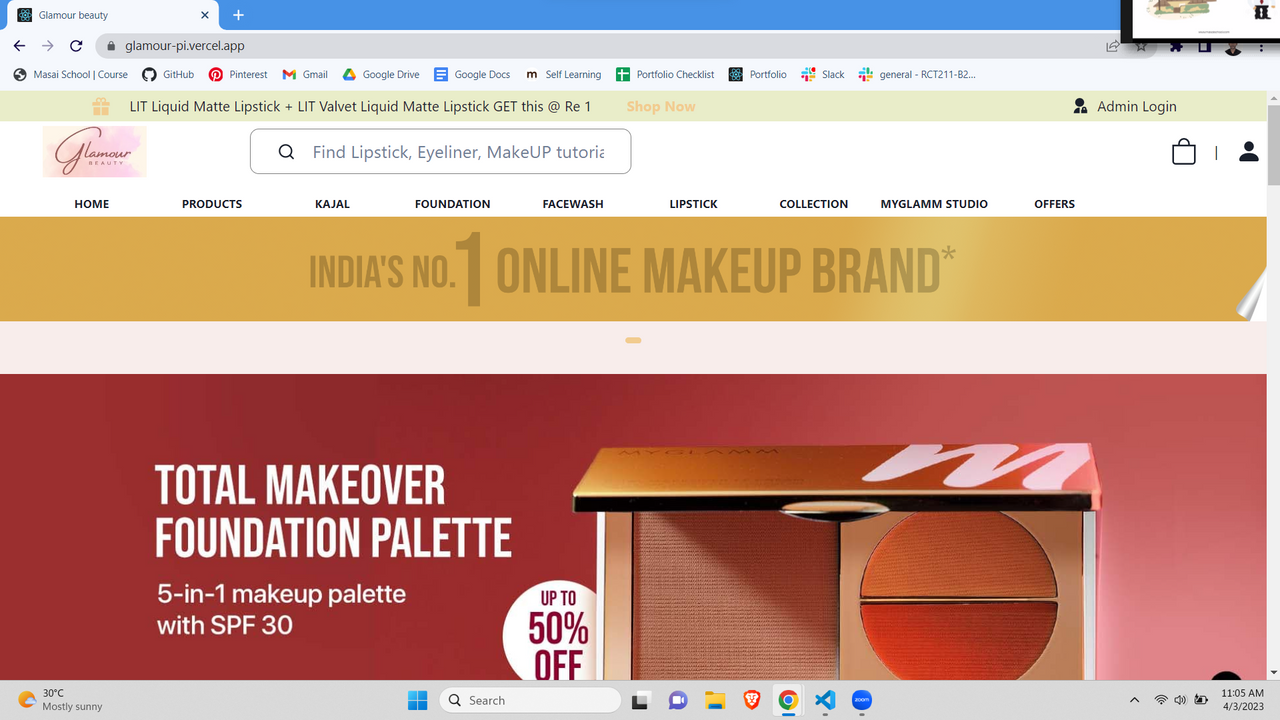 Glamour beauty
glamour-pi.vercel.app
Masai School | Course
GitHub
Pinterest
Gmail
Google Drive
Google Docs
Self Learning
Portfolio Checklist
Portfolio
Slack
general - RCT211-B2...
LIT Liquid Matte Lipstick + LIT Valvet Liquid Matte Lipstick GET this @ Re 1
Shop Now
Admin Login
Glamour
BEAUTY
Find Lipstick, Eyeliner, MakeUP tutoria
HOME
PRODUCTS
KAJAL
FOUNDATION
FACEWASH
LIPSTICK
COLLECTION
MYGLAMM STUDIO
OFFERS
INDIA'S NO.1 ONLINE MAKEUP BRAND*
MYGLAMM
TOTAL MAKEOVER
FOUNDATION PALETTE
5-in-1 makeup palette
with SPF 30
UP TO
50%
OFF
30°C
Mostly sunny
Search
zoom
11:05 AM
4/3/2023